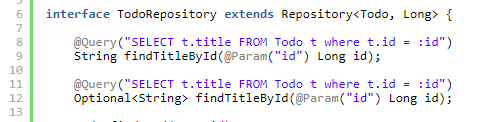 5
6 interface TodoRepository extends Repository<Todo, Long> {
7
8 @Query("SELECT t.title FROM Todo t where t.id = :id")
9 String findTitleById(@Param("id") Long id);
10
11 @Query("SELECT t.title FROM Todo t where t.id = :id")
12 Optional<String> findTitleById(@Param("id") Long id);
13